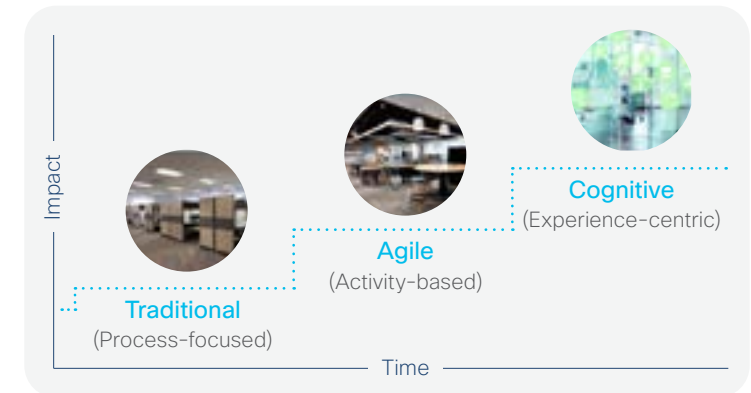 Impact
Cognitive
(Experience-centric)
Agile
(Activity-based)
Traditional
(Process-focused)
Time